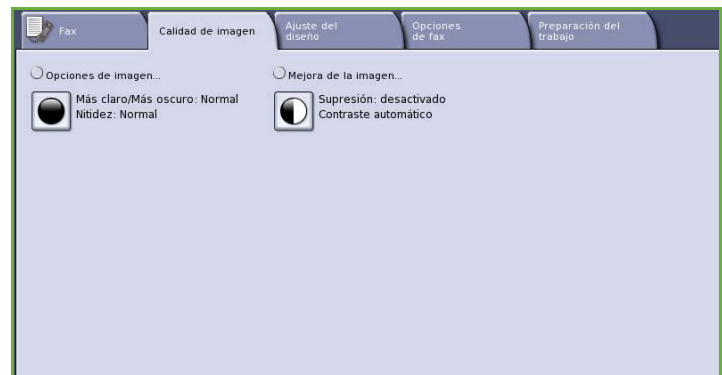 Fax
Calidad de imagen
Ajuste del
diseño
Opciones
de fax
Preparación del
trabajo
Opciones de imagen...
Más claro/Más oscuro: Normal
Nitidez: Normal
Mejora de la imagen...
Supresión: desactivado
Contraste automático